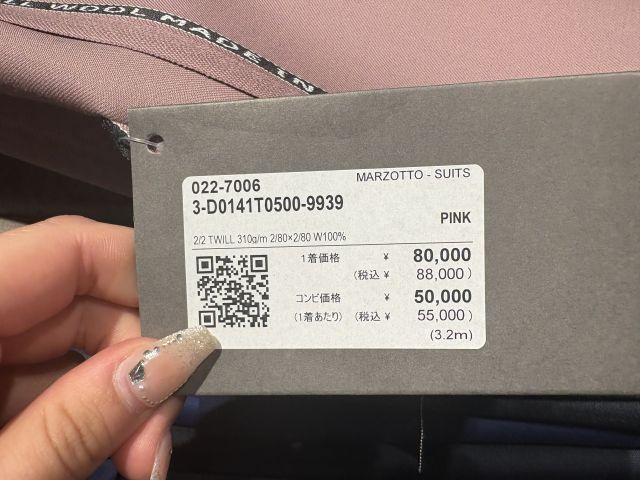 LL WOOL MADE IN
022-7006
MARZOTTO - SUITS
3-D0141T0500-9939
PINK
2/2 TWILL 310g/m 2/80×2/80 W100%
1着価格 ¥ 80,000
(税込 ¥ 88,000 )
コンビ価格 ¥ 50,000
(1着あたり) (税込 ¥ 55,000 )
(3.2m)